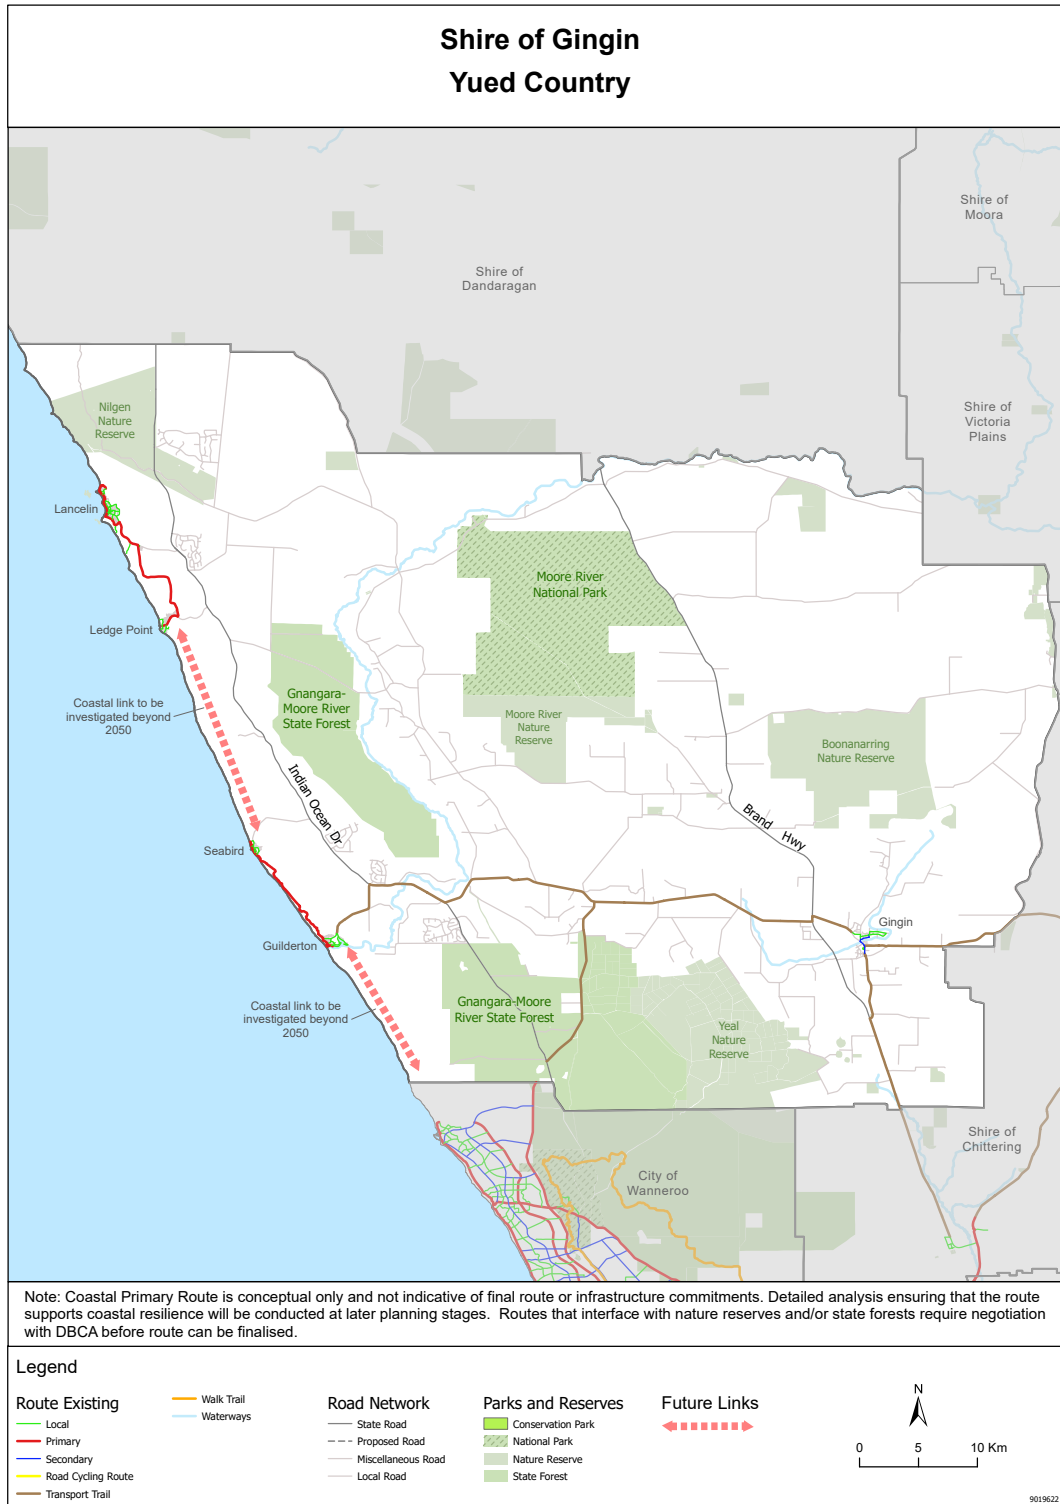 Shire of Gingin
Yued Country
Shire of
Moora
Shire of
Dandaragan
Shire of
Victoria
Plains
Nilgen
Nature
Reserve
Lancelin
Moore River
National Park
Ledge Point
Gnangara-
Moore River
State Forest
Coastal link to be
investigated beyond
2050
Moore River
Nature
Reserve
Boonanarring
Nature Reserve
Indian Ocean Dr
Brand Hwy
Seabird
Gingin
Guilderton
Coastal link to be
investigated beyond
2050
Gnangara-Moore
River State Forest
Yeal
Nature
Reserve
Shire of
Chittering
City of
Wanneroo
Note: Coastal Primary Route is conceptual only and not indicative of final route or infrastructure commitments. Detailed analysis ensuring that the route
supports coastal resilience will be conducted at later planning stages. Routes that interface with nature reserves and/or state forests require negotiation
with DBCA before route can be finalised.
Legend
Route Existing
Local
Primary
Secondary
Road Cycling Route
Transport Trail
Walk Trail
Waterways
Road Network
State Road
Proposed Road
Miscellaneous Road
Local Road
Parks and Reserves
Conservation Park
National Park
Nature Reserve
State Forest
Future Links
N
0 5 10 Km
9019622